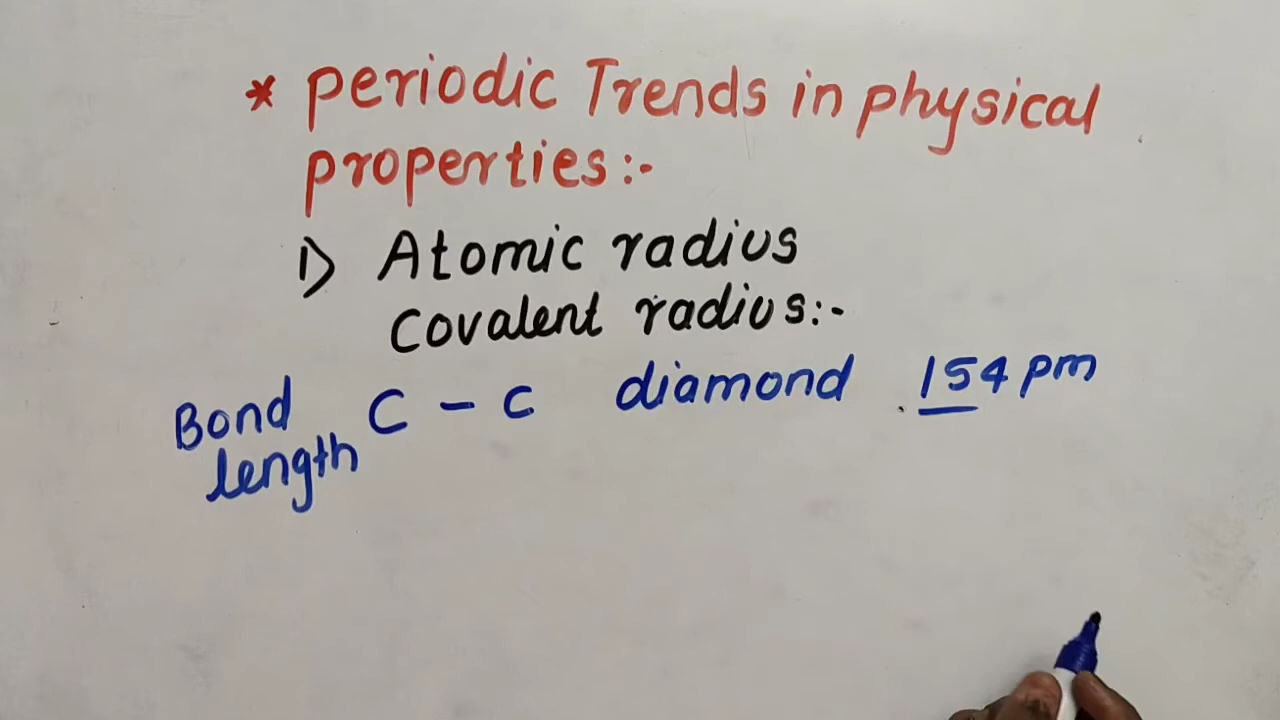 * Periodic Trends in physical
properties:-
1) Atomic radius
Covalent radius:-
Bond C - C diamond 154 pm
length